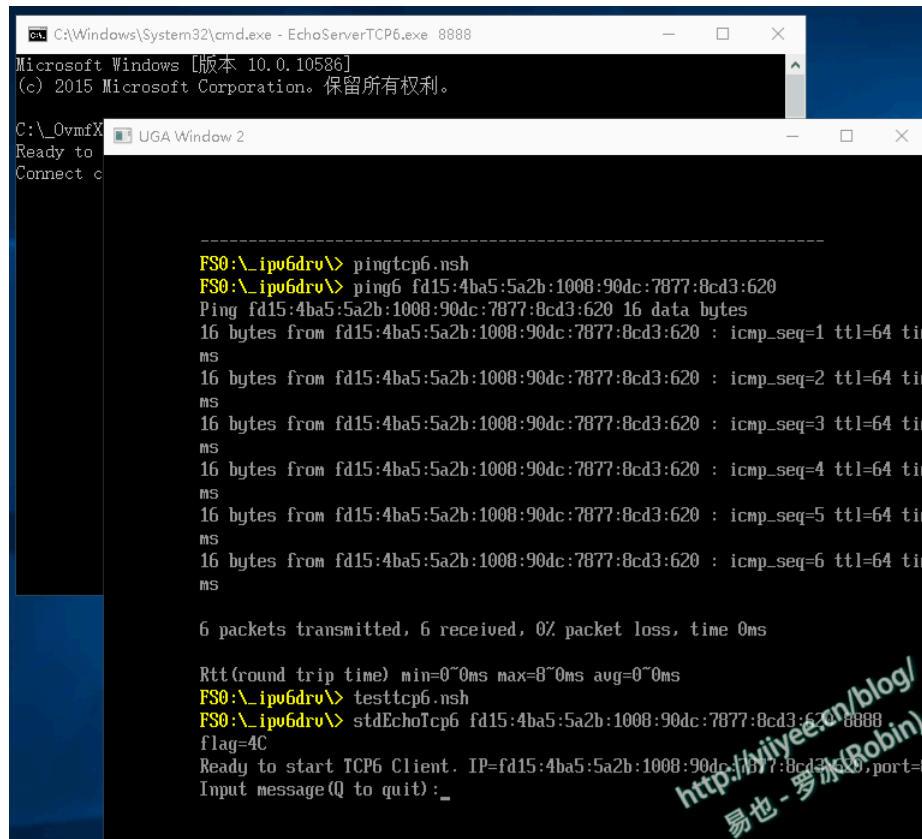 C:\Windows\System32\cmd.exe - EchoServerTCP6.exe 8888
Microsoft Windows [版本 10.0.10586]
(c) 2015 Microsoft Corporation。保留所有权利。
C:\_OvmfX
Ready to
Connect c
UGA Window 2
---------------------------------------------------------------
FS0:\_ipv6drv\> pingtcp6.nsh
FS0:\_ipv6drv\> ping6 fd15:4ba5:5a2b:1008:90dc:7877:8cd3:620
Ping fd15:4ba5:5a2b:1008:90dc:7877:8cd3:620 16 data bytes
16 bytes from fd15:4ba5:5a2b:1008:90dc:7877:8cd3:620 : icmp_seq=1 ttl=64 ti
ms
16 bytes from fd15:4ba5:5a2b:1008:90dc:7877:8cd3:620 : icmp_seq=2 ttl=64 ti
ms
16 bytes from fd15:4ba5:5a2b:1008:90dc:7877:8cd3:620 : icmp_seq=3 ttl=64 ti
ms
16 bytes from fd15:4ba5:5a2b:1008:90dc:7877:8cd3:620 : icmp_seq=4 ttl=64 ti
ms
16 bytes from fd15:4ba5:5a2b:1008:90dc:7877:8cd3:620 : icmp_seq=5 ttl=64 ti
ms
16 bytes from fd15:4ba5:5a2b:1008:90dc:7877:8cd3:620 : icmp_seq=6 ttl=64 ti
ms
6 packets transmitted, 6 received, 0% packet loss, time 0ms
Rtt(round trip time) min=0~0ms max=8~0ms avg=0~0ms
FS0:\_ipv6drv\> testtcp6.nsh
FS0:\_ipv6drv\> stdEchoTcp6 fd15:4ba5:5a2b:1008:90dc:7877:8cd3:620 8888
flag=4C
Ready to start TCP6 Client. IP=fd15:4ba5:5a2b:1008:90dc:7877:8cd3:620,port=
Input message(Q to quit):_
http://yiiyee.cn/blog/
易也 - 罗冰(Robin)